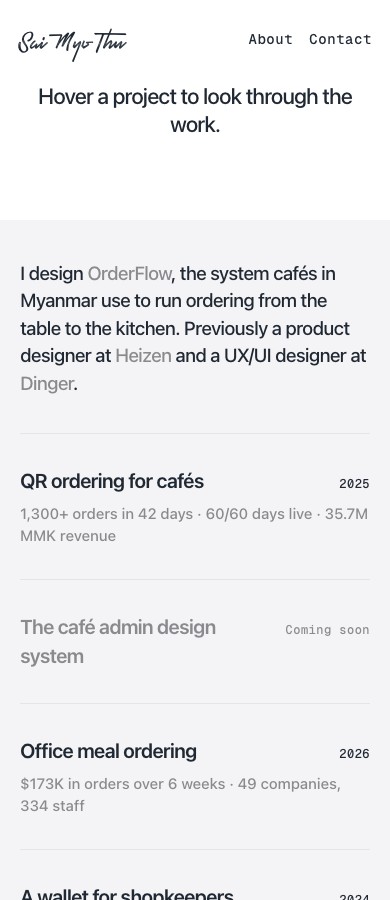 Sai Myo Thu
About Contact
Hover a project to look through the
work.
I design OrderFlow, the system cafés in
Myanmar use to run ordering from the
table to the kitchen. Previously a product
designer at Heizen and a UX/UI designer at
Dinger.
QR ordering for cafés 2025
1,300+ orders in 42 days · 60/60 days live · 35.7M
MMK revenue
The café admin design Coming soon
system
Office meal ordering 2026
$173K in orders over 6 weeks · 49 companies,
334 staff
A wallet for shopkeepers 2024